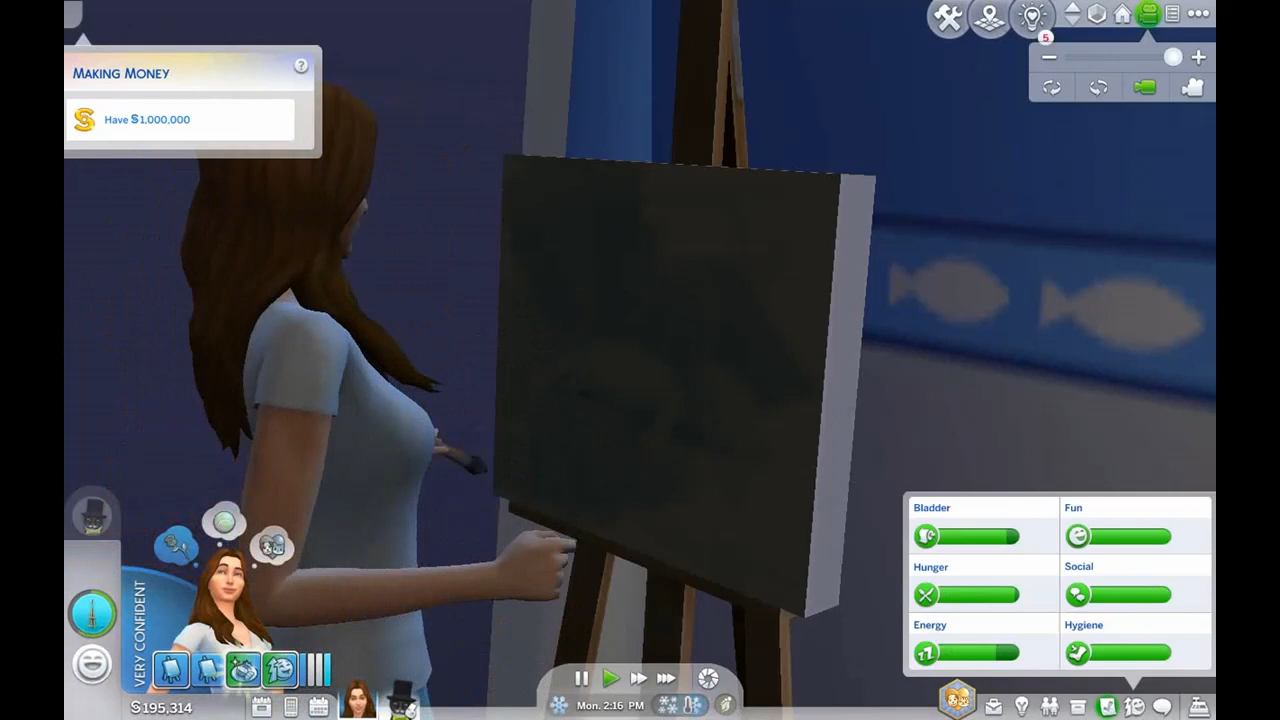 5
MAKING MONEY
?
Have §1,000,000
Bladder
Fun
Hunger
Social
Energy
Hygiene
VERY CONFIDENT
§195,314
Mon. 2:16 PM